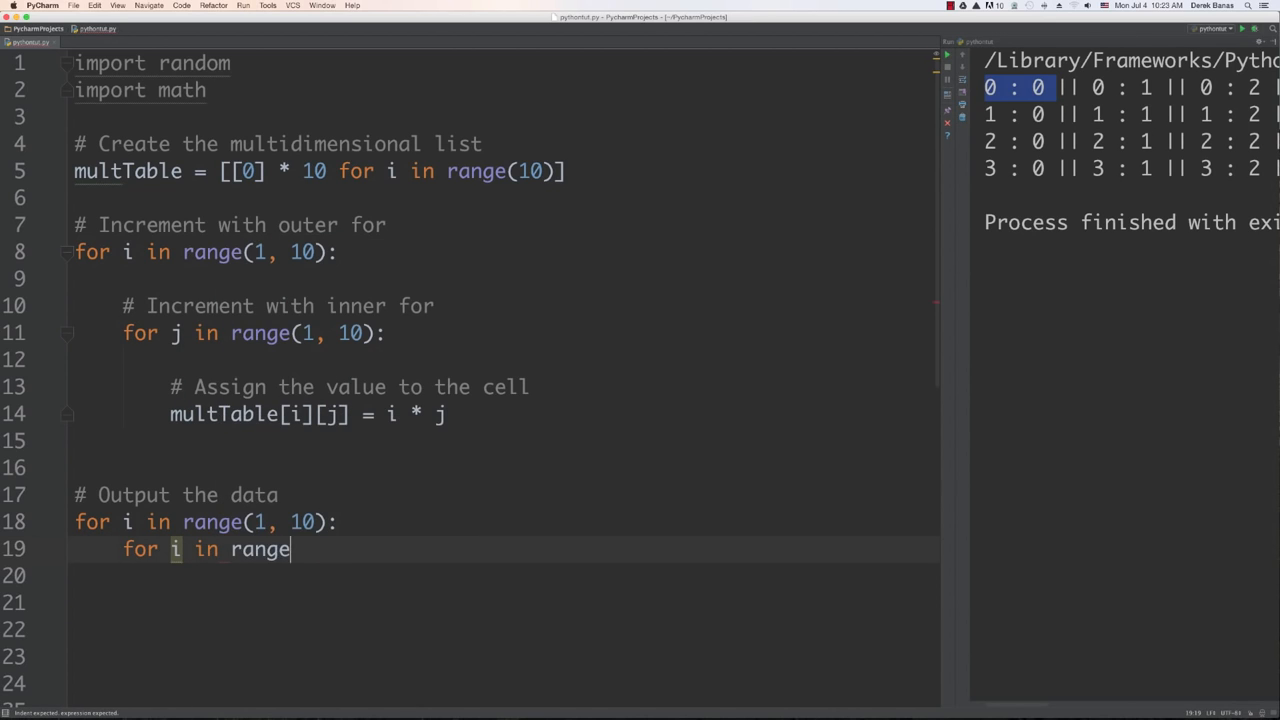 PyCharm File Edit View Navigate Code Refactor Run Tools VCS Window Help 10 Mon Jul 4 10:23 AM Derek Banas
pythontut.py - PycharmProjects - [~/PycharmProjects]
PycharmProjects pythontut.py pythontut
pythontut.py Run pythontut
1 import random
2 import math
3
4 # Create the multidimensional list
5 multTable = [[0] * 10 for i in range(10)]
6
7 # Increment with outer for
8 for i in range(1, 10):
9
10 # Increment with inner for
11 for j in range(1, 10):
12
13 # Assign the value to the cell
14 multTable[i][j] = i * j
15
16
17 # Output the data
18 for i in range(1, 10):
19 for i in range
20
21
22
23
24
/Library/Frameworks/Pytho
0 : 0 || 0 : 1 || 0 : 2 |
1 : 0 || 1 : 1 || 1 : 2 |
2 : 0 || 2 : 1 || 2 : 2 |
3 : 0 || 3 : 1 || 3 : 2 |
Process finished with exi
Indent expected. expression expected. 19:19 LF‡ UTF-8‡